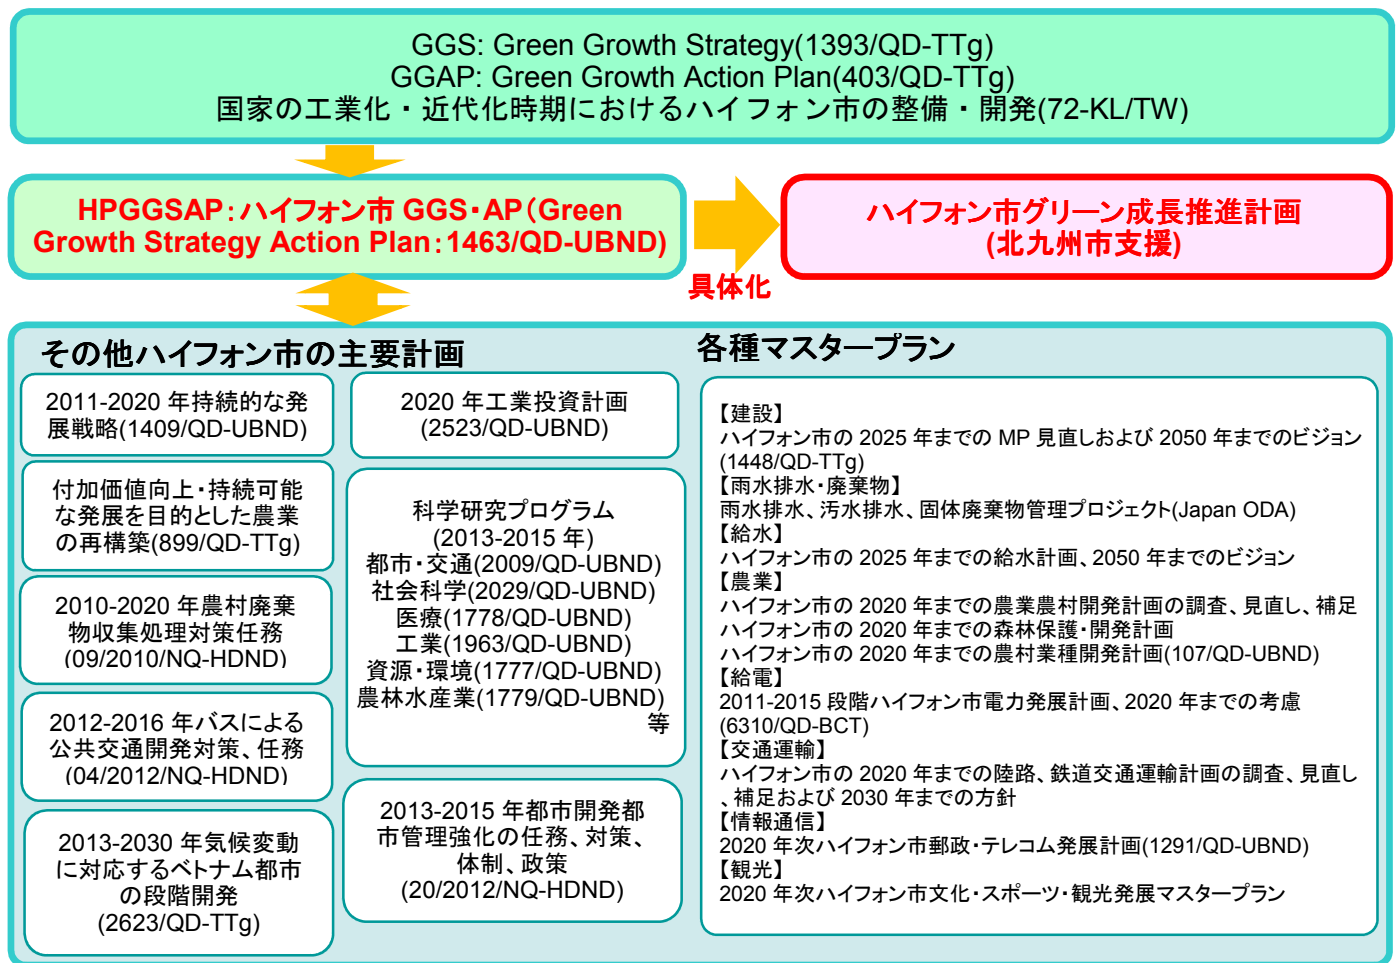 GGS: Green Growth Strategy(1393/QD-TTg)
GGAP: Green Growth Action Plan(403/QD-TTg)
国家の工業化・近代化時期におけるハイフォン市の整備・開発(72-KL/TW)
HPGGSAP：ハイフォン市 GGS・AP（Green
Growth Strategy Action Plan：1463/QD-UBND)
具体化
ハイフォン市グリーン成長推進計画
(北九州市支援)
その他ハイフォン市の主要計画
2011-2020 年持続的な発
展戦略(1409/QD-UBND)
付加価値向上・持続可能
な発展を目的とした農業
の再構築(899/QD-TTg)
2010-2020 年農村廃棄
物収集処理対策任務
(09/2010/NQ-HDND)
2012-2016 年バスによる
公共交通開発対策、任務
(04/2012/NQ-HDND)
2013-2030 年気候変動
に対応するベトナム都市
の段階開発
(2623/QD-TTg)
2020 年工業投資計画
(2523/QD-UBND)
科学研究プログラム
(2013-2015 年)
都市・交通(2009/QD-UBND)
社会科学(2029/QD-UBND)
医療(1778/QD-UBND)
工業(1963/QD-UBND)
資源・環境(1777/QD-UBND)
農林水産業(1779/QD-UBND)
等
2013-2015 年都市開発都
市管理強化の任務、対策、
体制、政策
(20/2012/NQ-HDND)
各種マスタープラン
【建設】
ハイフォン市の 2025 年までの MP 見直しおよび 2050 年までのビジョン
(1448/QD-TTg)
【雨水排水・廃棄物】
雨水排水、汚水排水、固体廃棄物管理プロジェクト(Japan ODA)
【給水】
ハイフォン市の 2025 年までの給水計画、2050 年までのビジョン
【農業】
ハイフォン市の 2020 年までの農業農村開発計画の調査、見直し、補足
ハイフォン市の 2020 年までの森林保護・開発計画
ハイフォン市の 2020 年までの農村業種開発計画(107/QD-UBND)
【給電】
2011-2015 段階ハイフォン市電力発展計画、2020 年までの考慮
(6310/QD-BCT)
【交通運輸】
ハイフォン市の 2020 年までの陸路、鉄道交通運輸計画の調査、見直し
、補足および 2030 年までの方針
【情報通信】
2020 年次ハイフォン市郵政・テレコム発展計画(1291/QD-UBND)
【観光】
2020 年次ハイフォン市文化・スポーツ・観光発展マスタープラン